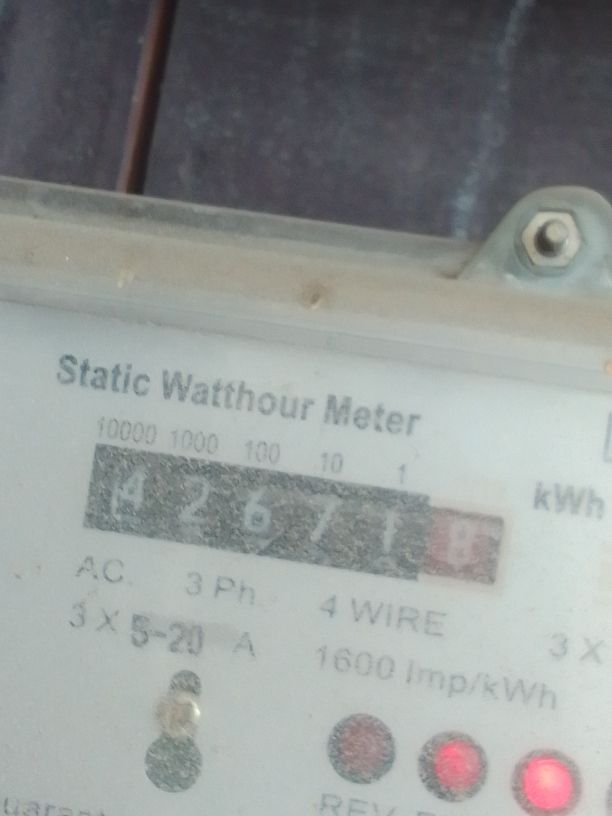 Static Watthour Meter
10000 1000 100 10 1
4 2 6 7 1 8
kWh
AC. 3 Ph. 4 WIRE
3 X 5-20 A
3 X
1600 Imp/kWh
REV